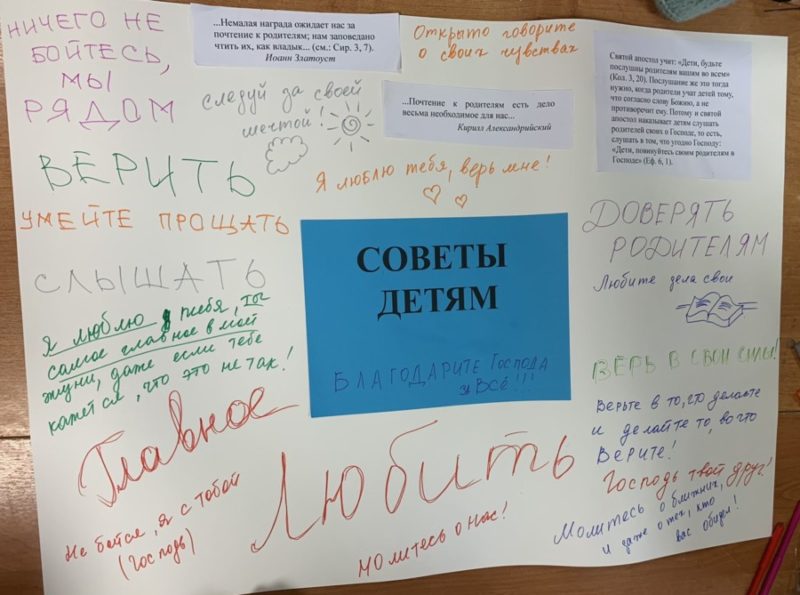 НИЧЕГО НЕ
БОЙТЕСЬ,
МЫ
РЯДОМ
...Немалая награда ожидает нас за
почтение к родителям; нам заповедано
чтить их, как владык... (см.: Сир. 3, 7).
Иоанн Златоуст
Открыто говорите
о своих чувствах
Святой апостол учит: «Дети, будьте
послушны родителям вашим во всем»
(Кол. 3, 20). Послушание же это тогда
нужно, когда родители учат детей тому,
что согласно слову Божию, а не
противоречит ему. Потому и святой
апостол наказывает детям слушать
родителей своих о Господе, то есть,
слушать в том, что угодно Господу:
«Дети, повинуйтесь своим родителям в
Господе» (Еф. 6, 1).
следуй за своей
мечтой!
...Почтение к родителям есть дело
весьма необходимое для нас...
Кирилл Александрийский
ВЕРИТЬ
Я люблю тебя, верь мне!
УМЕЙТЕ ПРОЩАТЬ
ДОВЕРЯТЬ
РОДИТЕЛЯМ
СЛЫШАТЬ
Любите дела свои
СОВЕТЫ
ДЕТЯМ
БЛАГОДАРИТЕ ГОСПОДА
за ВСЁ!!!
Я люблю тебя, ты
самое главное в моей
жизни, даже если тебе
кажется, что это не так!
ВЕРЬ В СВОИ СИЛЫ!
Верьте в то, что делаете
и делайте то, во что
Верите!
Главное
Любить
Господь твой друг!
Не бойся, я с тобой
(Господь)
молитесь о нас!
Молитесь о ближних,
и даже о тех, кто
вас обидел!